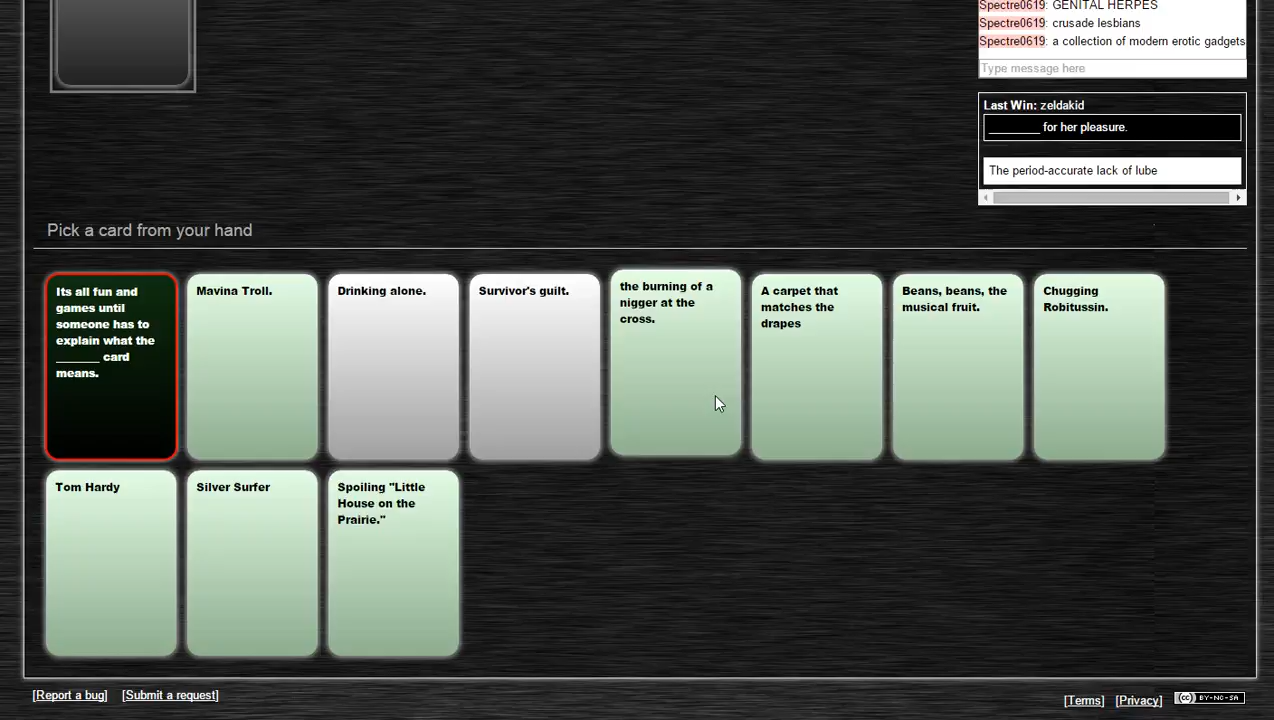 Spectre0619: GENITAL HERPES
Spectre0619: crusade lesbians
Spectre0619: a collection of modern erotic gadgets
Type message here
Last Win: zeldakid
________ for her pleasure.
The period-accurate lack of lube
Pick a card from your hand
Its all fun and
games until
someone has to
explain what the
_______ card
means.
Mavina Troll.
Drinking alone.
Survivor's guilt.
the burning of a
nigger at the
cross.
A carpet that
matches the
drapes
Beans, beans, the
musical fruit.
Chugging
Robitussin.
Tom Hardy
Silver Surfer
Spoiling "Little
House on the
Prairie."
[Report a bug] [Submit a request]
[Terms] [Privacy] cc BY-NC-SA